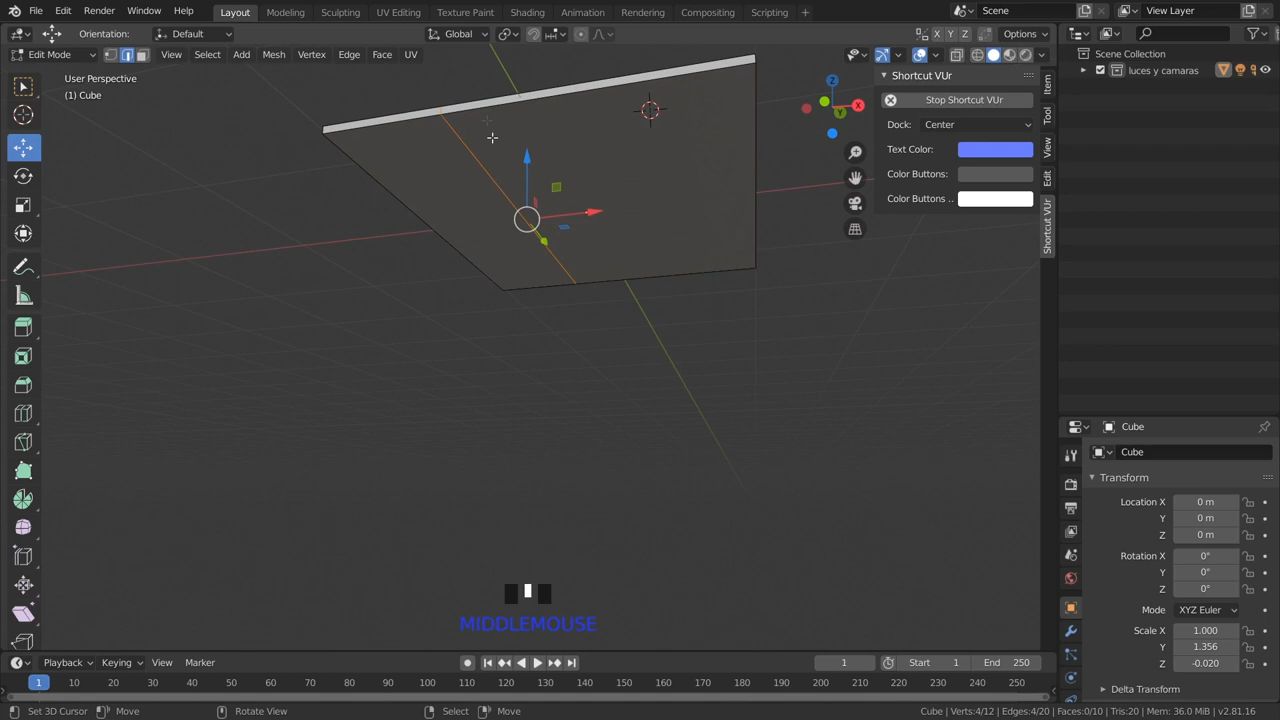 File Edit Render Window Help Layout Modeling Sculpting UV Editing Texture Paint Shading Animation Rendering Compositing Scripting + Scene View Layer
Orientation: Default Global X Y Z Options
Edit Mode View Select Add Mesh Vertex Edge Face UV
User Perspective
(1) Cube
Z
X
Y
Shortcut VUr
Stop Shortcut VUr
Dock: Center
Text Color:
Color Buttons:
Color Buttons ..
Item
Tool
View
Edit
Shortcut VUr
Scene Collection
luces y camaras
MIDDLEMOUSE
Cube
Cube
Transform
Location X 0 m
Y 0 m
Z 0 m
Rotation X 0°
Y 0°
Z 0°
Mode XYZ Euler
Scale X 1.000
Y 1.356
Z -0.020
Delta Transform
Playback Keying View Marker 1 Start 1 End 250
1 10 20 30 40 50 60 70 80 90 100 110 120 130 140 150 160 170 180 190 200 210 220 230 240 250
Set 3D Cursor Move Rotate View Select Move Cube | Verts:4/12 | Edges:4/20 | Faces:0/10 | Tris:20 | Mem: 36.0 MiB | v2.81.16